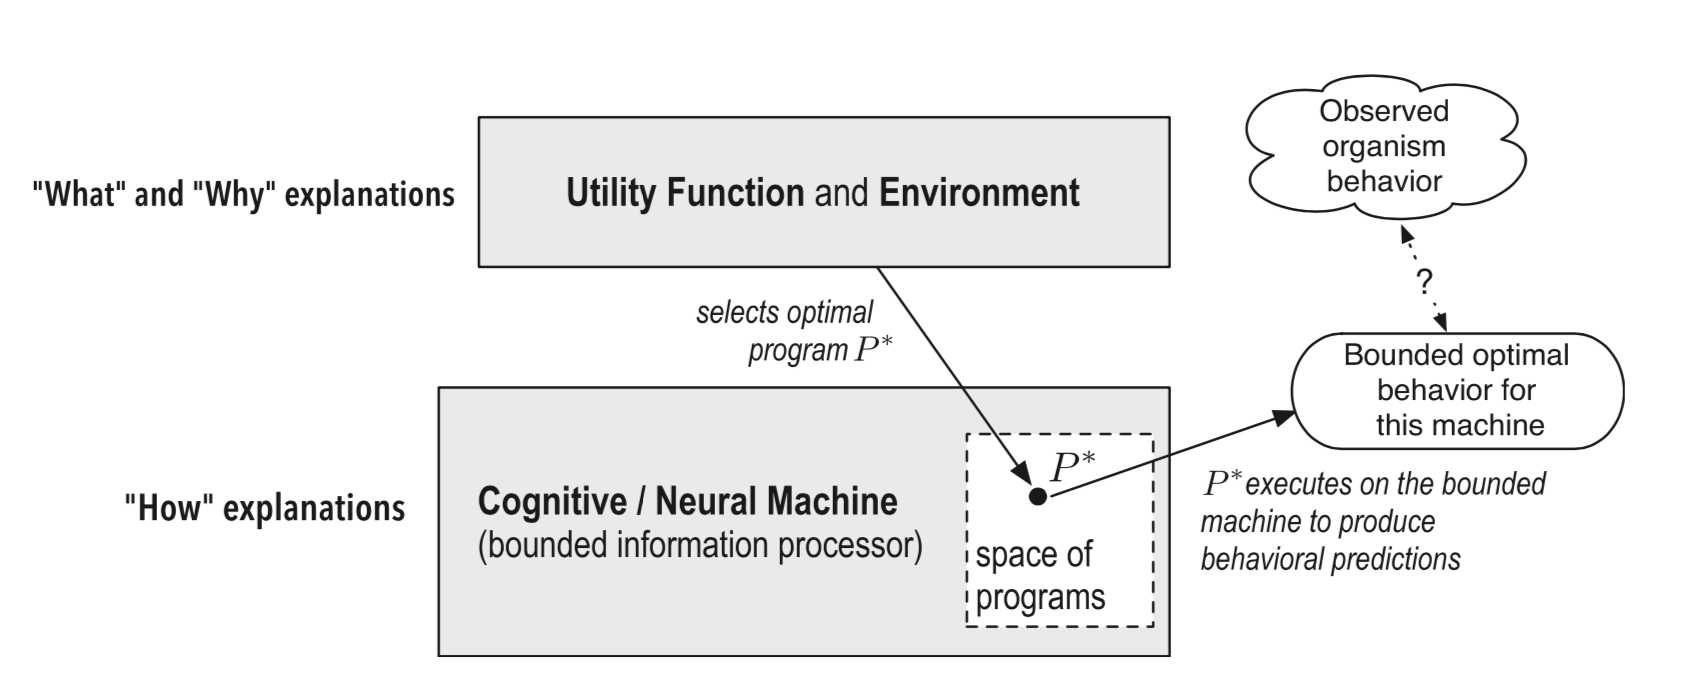 "What" and "Why" explanations
Utility Function and Environment
Observed
organism
behavior
?
selects optimal
program P*
Bounded optimal
behavior for
this machine
"How" explanations
Cognitive / Neural Machine
(bounded information processor)
P*
space of
programs
P* executes on the bounded
machine to produce
behavioral predictions